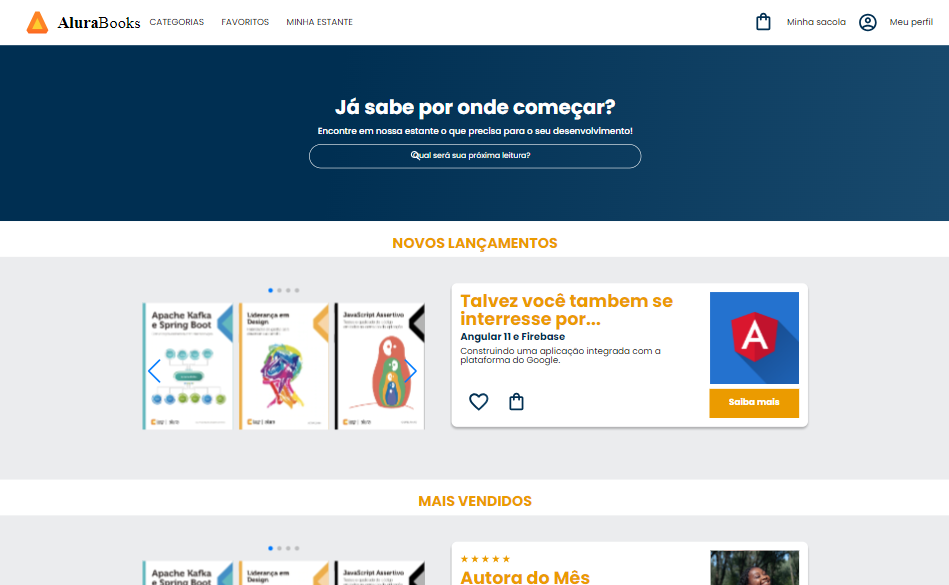 AluraBooks
CATEGORIAS
FAVORITOS
MINHA ESTANTE
Minha sacola
Meu perfil
Já sabe por onde começar?
Encontre em nossa estante o que precisa para o seu desenvolvimento!
Qual será sua próxima leitura?
NOVOS LANÇAMENTOS
Apache Kafka
e Spring Boot
Liderança em
Design
JavaScript Assertivo
Talvez você tambem se
interresse por...
Angular 11 e Firebase
Construindo uma aplicação integrada com a
plataforma do Google.
A
Saiba mais
MAIS VENDIDOS
Apache Kafka
e Spring Boot
Liderança em
Design
JavaScript Assertivo
Autora do Mês